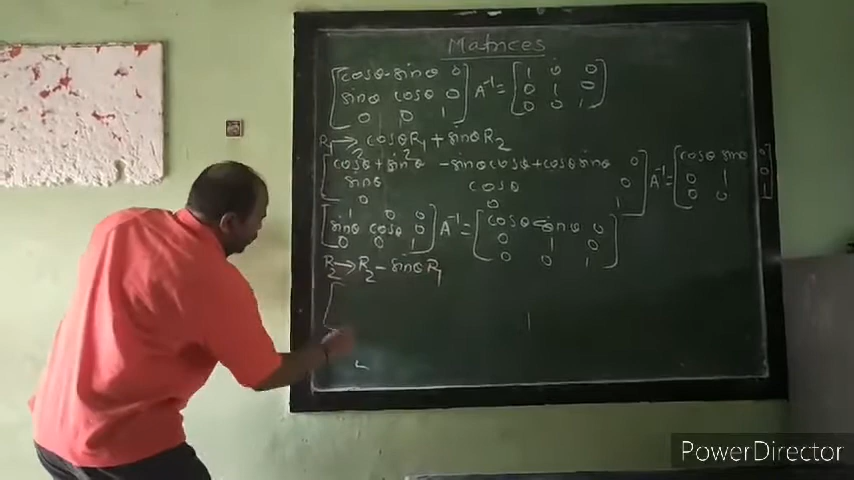 Matrices
[cosθ -sinθ 0] A⁻¹ = [1 0 0]
[sinθ cosθ 0] [0 1 0]
[0 0 1] [0 0 1]
R₁ → cosθR₁ + sinθR₂
[cos²θ + sin²θ -sinθcosθ + cosθsinθ 0] A⁻¹ = [cosθ sinθ 0]
[sinθ cosθ 0] [0 1 0]
[0 0 1] [0 0 1]
[1 0 0] A⁻¹ = [cosθ sinθ 0]
[sinθ cosθ 0] [0 1 0]
[0 0 1] [0 0 1]
R₂ → R₂ - sinθR₁
PowerDirector